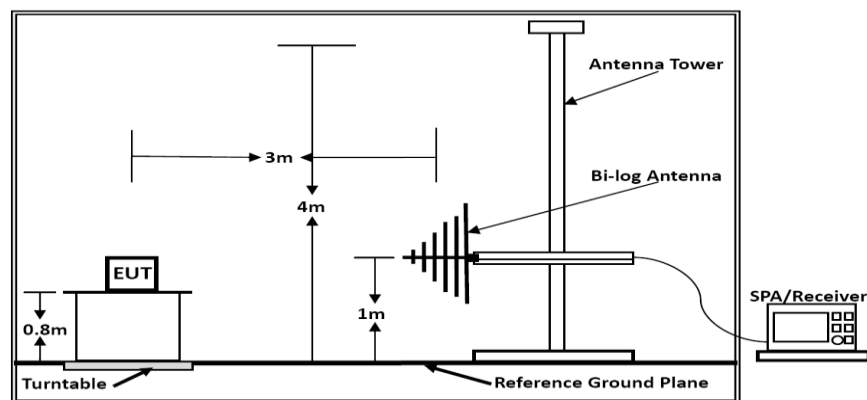 Antenna Tower
3m
Bi-log Antenna
4m
EUT
SPA/Receiver
0.8m
1m
Turntable
Reference Ground Plane